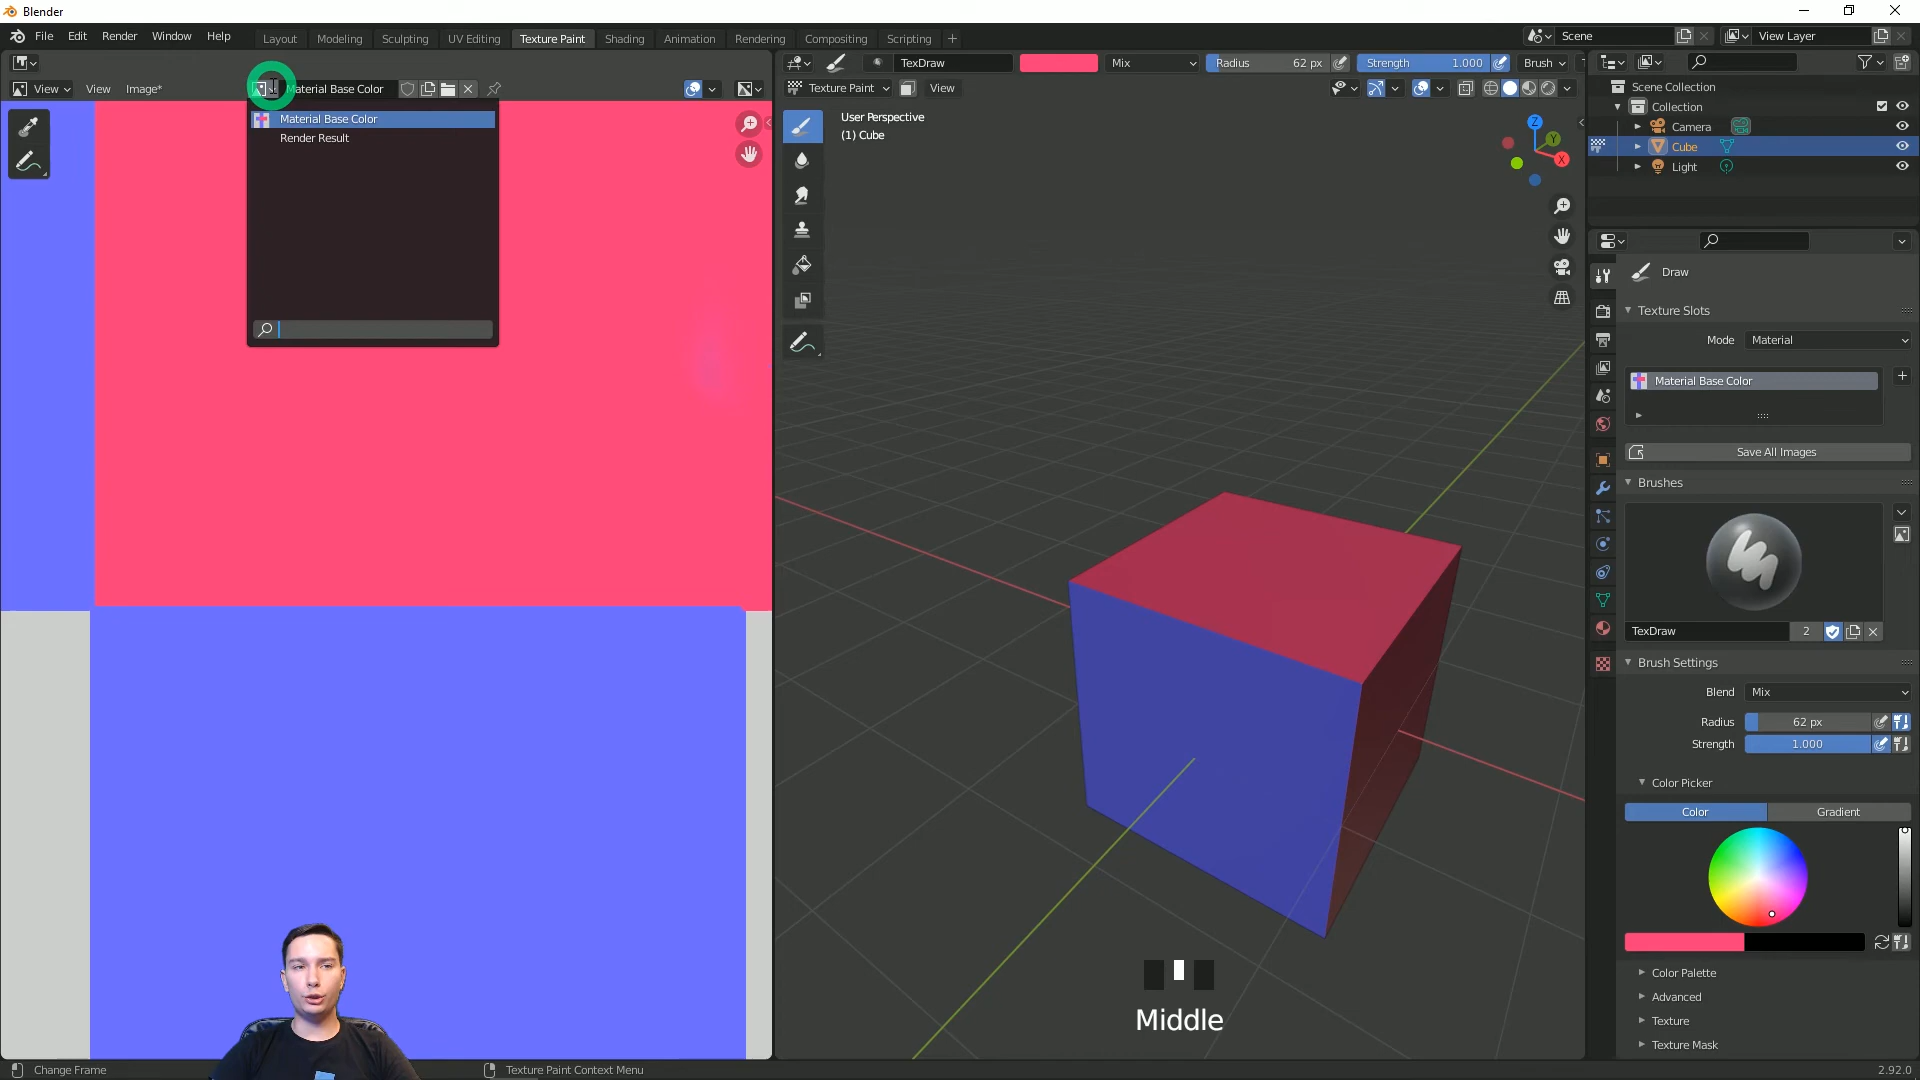 Blender
File Edit Render Window Help
Layout Modeling Sculpting UV Editing Texture Paint Shading Animation Rendering Compositing Scripting
Scene
View Layer
TexDraw
Mix
Radius 62 px
Strength 1.000
Brush
View View Image*
Material Base Color
Texture Paint View
Material Base Color
Render Result
User Perspective
(1) Cube
Z
Y
X
Scene Collection
Collection
Camera
Cube
Light
Draw
Texture Slots
Mode Material
Material Base Color
Save All Images
Brushes
TexDraw 2
Brush Settings
Blend Mix
Radius 62 px
Strength 1.000
Color Picker
Color Gradient
Color Palette
Advanced
Texture
Texture Mask
Middle
Change Frame
Texture Paint Context Menu
2.92.0